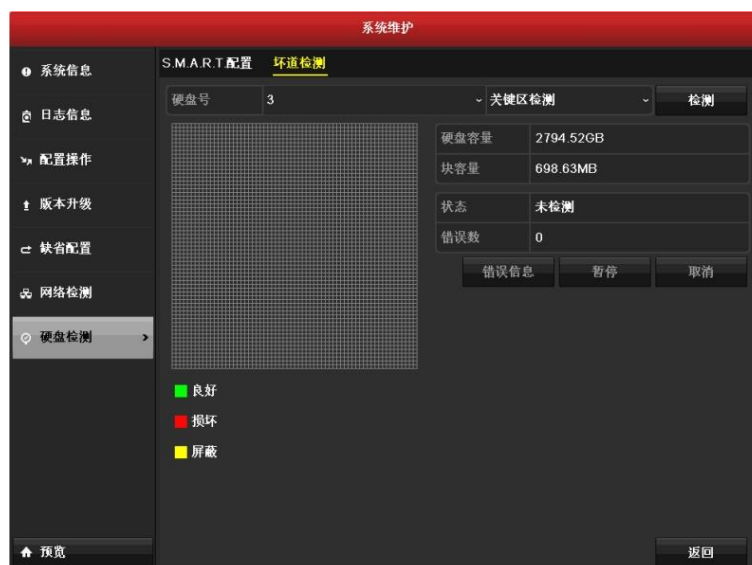 系统维护
系统信息
日志信息
配置操作
版本升级
缺省配置
网络检测
硬盘检测
预览
S.M.A.R.T配置 坏道检测
硬盘号 3 关键区检测 检测
硬盘容量 2794.52GB
块容量 698.63MB
状态 未检测
错误数 0
错误信息 暂停 取消
良好
损坏
屏蔽
返回